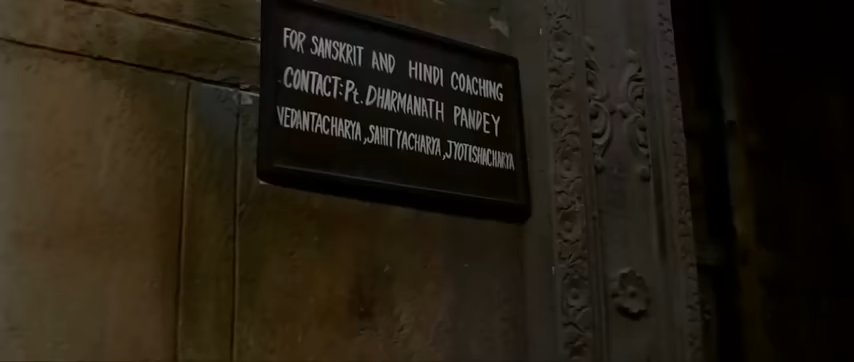 FOR SANSKRIT AND HINDI COACHING
CONTACT: Pt. DHARMANATH PANDEY
VEDANTACHARYA, SAHITYACHARYA, JYOTISHACHARYA